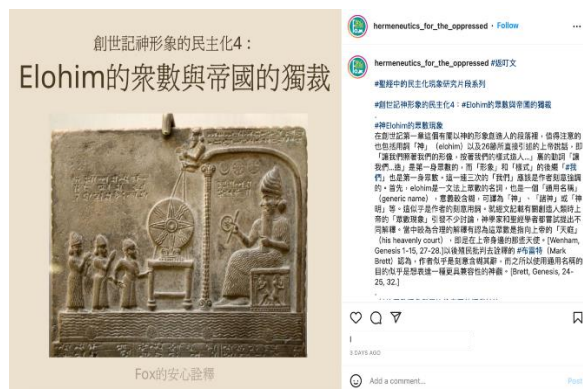 創世記神形象的民主化4：
Elohim的眾數與帝國的獨裁
Fox的安心詮釋
hermeneutics_for_the_oppressed • Follow
hermeneutics_for_the_oppressed #返叮文
#聖經中的民主化現象研究片段系列
#創世記神形象的民主化4：#Elohim的眾數與帝國的獨裁
#神Elohim的眾數現象
在創世記第一章這個有關以神的形象創造人的段落裡，值得注意的
也包括用詞「神」（elohim）以及26節所直接引述的上帝說話，即
「讓我們照著我們的形像，按著我們的樣式造人…」裏的動詞「讓
我們…造」是第一身眾數的，而「形象」和「樣式」的後綴「#我
們」也是第一身眾數。這一連三次的「我們」應該是作者刻意強調
的。首先，elohim是一文法上眾數的名詞，也是一個「通用名稱」
(generic name)，意義較含糊，可譯為「神」、「諸神」或「神
明」等。這似乎是作者的刻意用詞。就經文記載有關創造人類時上
帝的「眾數現象」引發不少討論，神學家和聖經學者都嘗試提出不
同解釋。當中較為合理的解釋有認為這眾數是指向上帝的「天庭」
(his heavenly court)，即是在上帝身邊的那些天使。[Wenham,
Genesis 1-15, 27-28.]以後殖民批判去詮釋的 #布雷特（Mark
Brett）認為，作者似乎是刻意含糊其辭，而之所以使用通用名稱的
目的似乎是想表達一種更具兼容性的神觀。[Brett, Genesis, 24-
25, 32.]
3 DAYS AGO
Add a comment...
Post